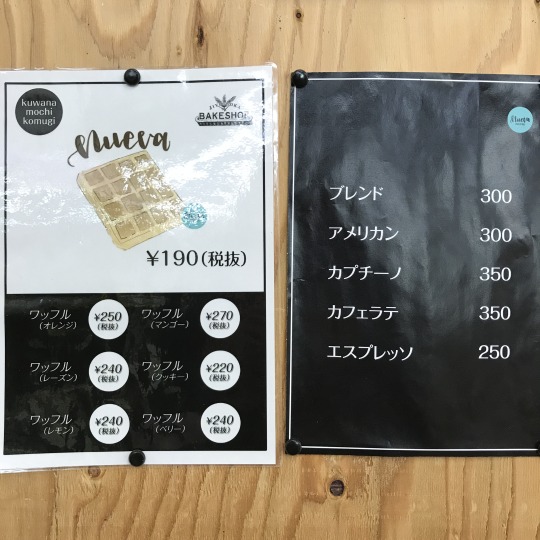 kuwana
mochi
komugi
BAKESHOP
nueva
¥190(税抜)
ワッフル
(オレンジ)
¥250
(税抜)
ワッフル
(マンゴー)
¥270
(税抜)
ワッフル
(レーズン)
¥240
(税抜)
ワッフル
(クッキー)
¥220
(税抜)
ワッフル
(レモン)
¥240
(税抜)
ワッフル
(ベリー)
¥240
(税抜)
nueva
ブレンド 300
アメリカン 300
カプチーノ 350
カフェラテ 350
エスプレッソ 250